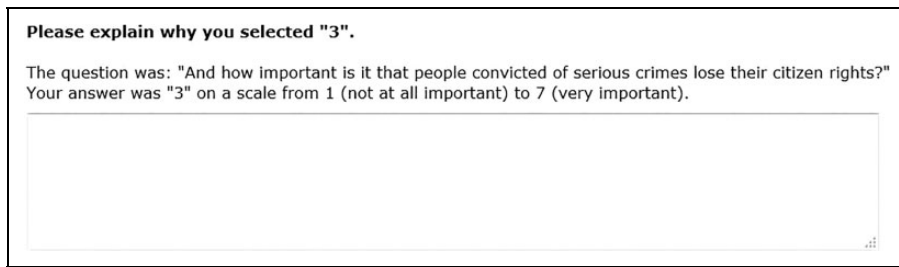 Please explain why you selected "3".
The question was: "And how important is it that people convicted of serious crimes lose their citizen rights?"
Your answer was "3" on a scale from 1 (not at all important) to 7 (very important).